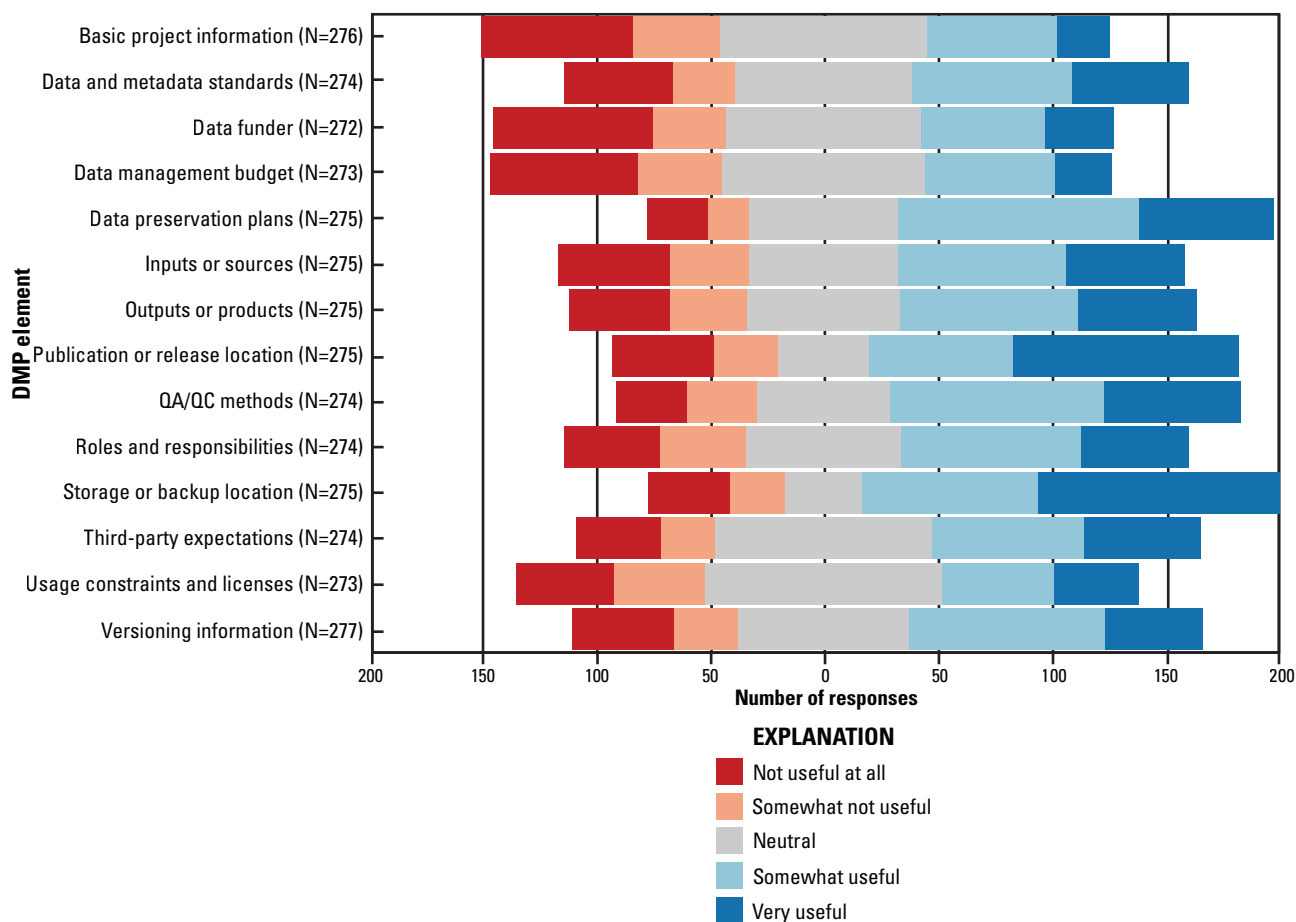 Basic project information (N=276)
Data and metadata standards (N=274)
Data funder (N=272)
Data management budget (N=273)
Data preservation plans (N=275)
Inputs or sources (N=275)
Outputs or products (N=275)
Publication or release location (N=275)
QA/QC methods (N=274)
Roles and responsibilities (N=274)
Storage or backup location (N=275)
Third-party expectations (N=274)
Usage constraints and licenses (N=273)
Versioning information (N=277)
DMP element
200 150 100 50 0 50 100 150 200
Number of responses
EXPLANATION
Not useful at all
Somewhat not useful
Neutral
Somewhat useful
Very useful